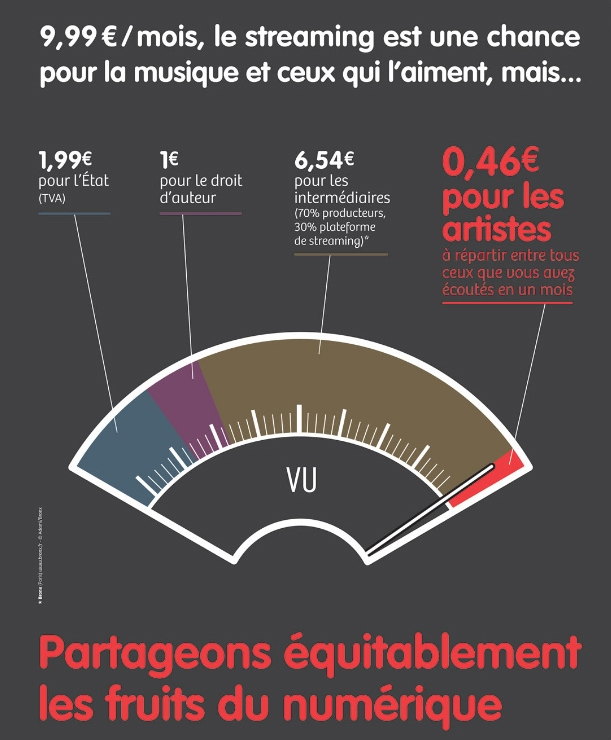 9,99 € / mois, le streaming est une chance
pour la musique et ceux qui l'aiment, mais...
1,99€
pour l'État
(TVA)
1€
pour le droit
d'auteur
6,54€
pour les
intermédiaires
(70% producteurs,
30% plateforme
de streaming)*
0,46€
pour les
artistes
à répartir entre tous
ceux que vous avez
écoutés en un mois
VU
Partageons équitablement
les fruits du numérique